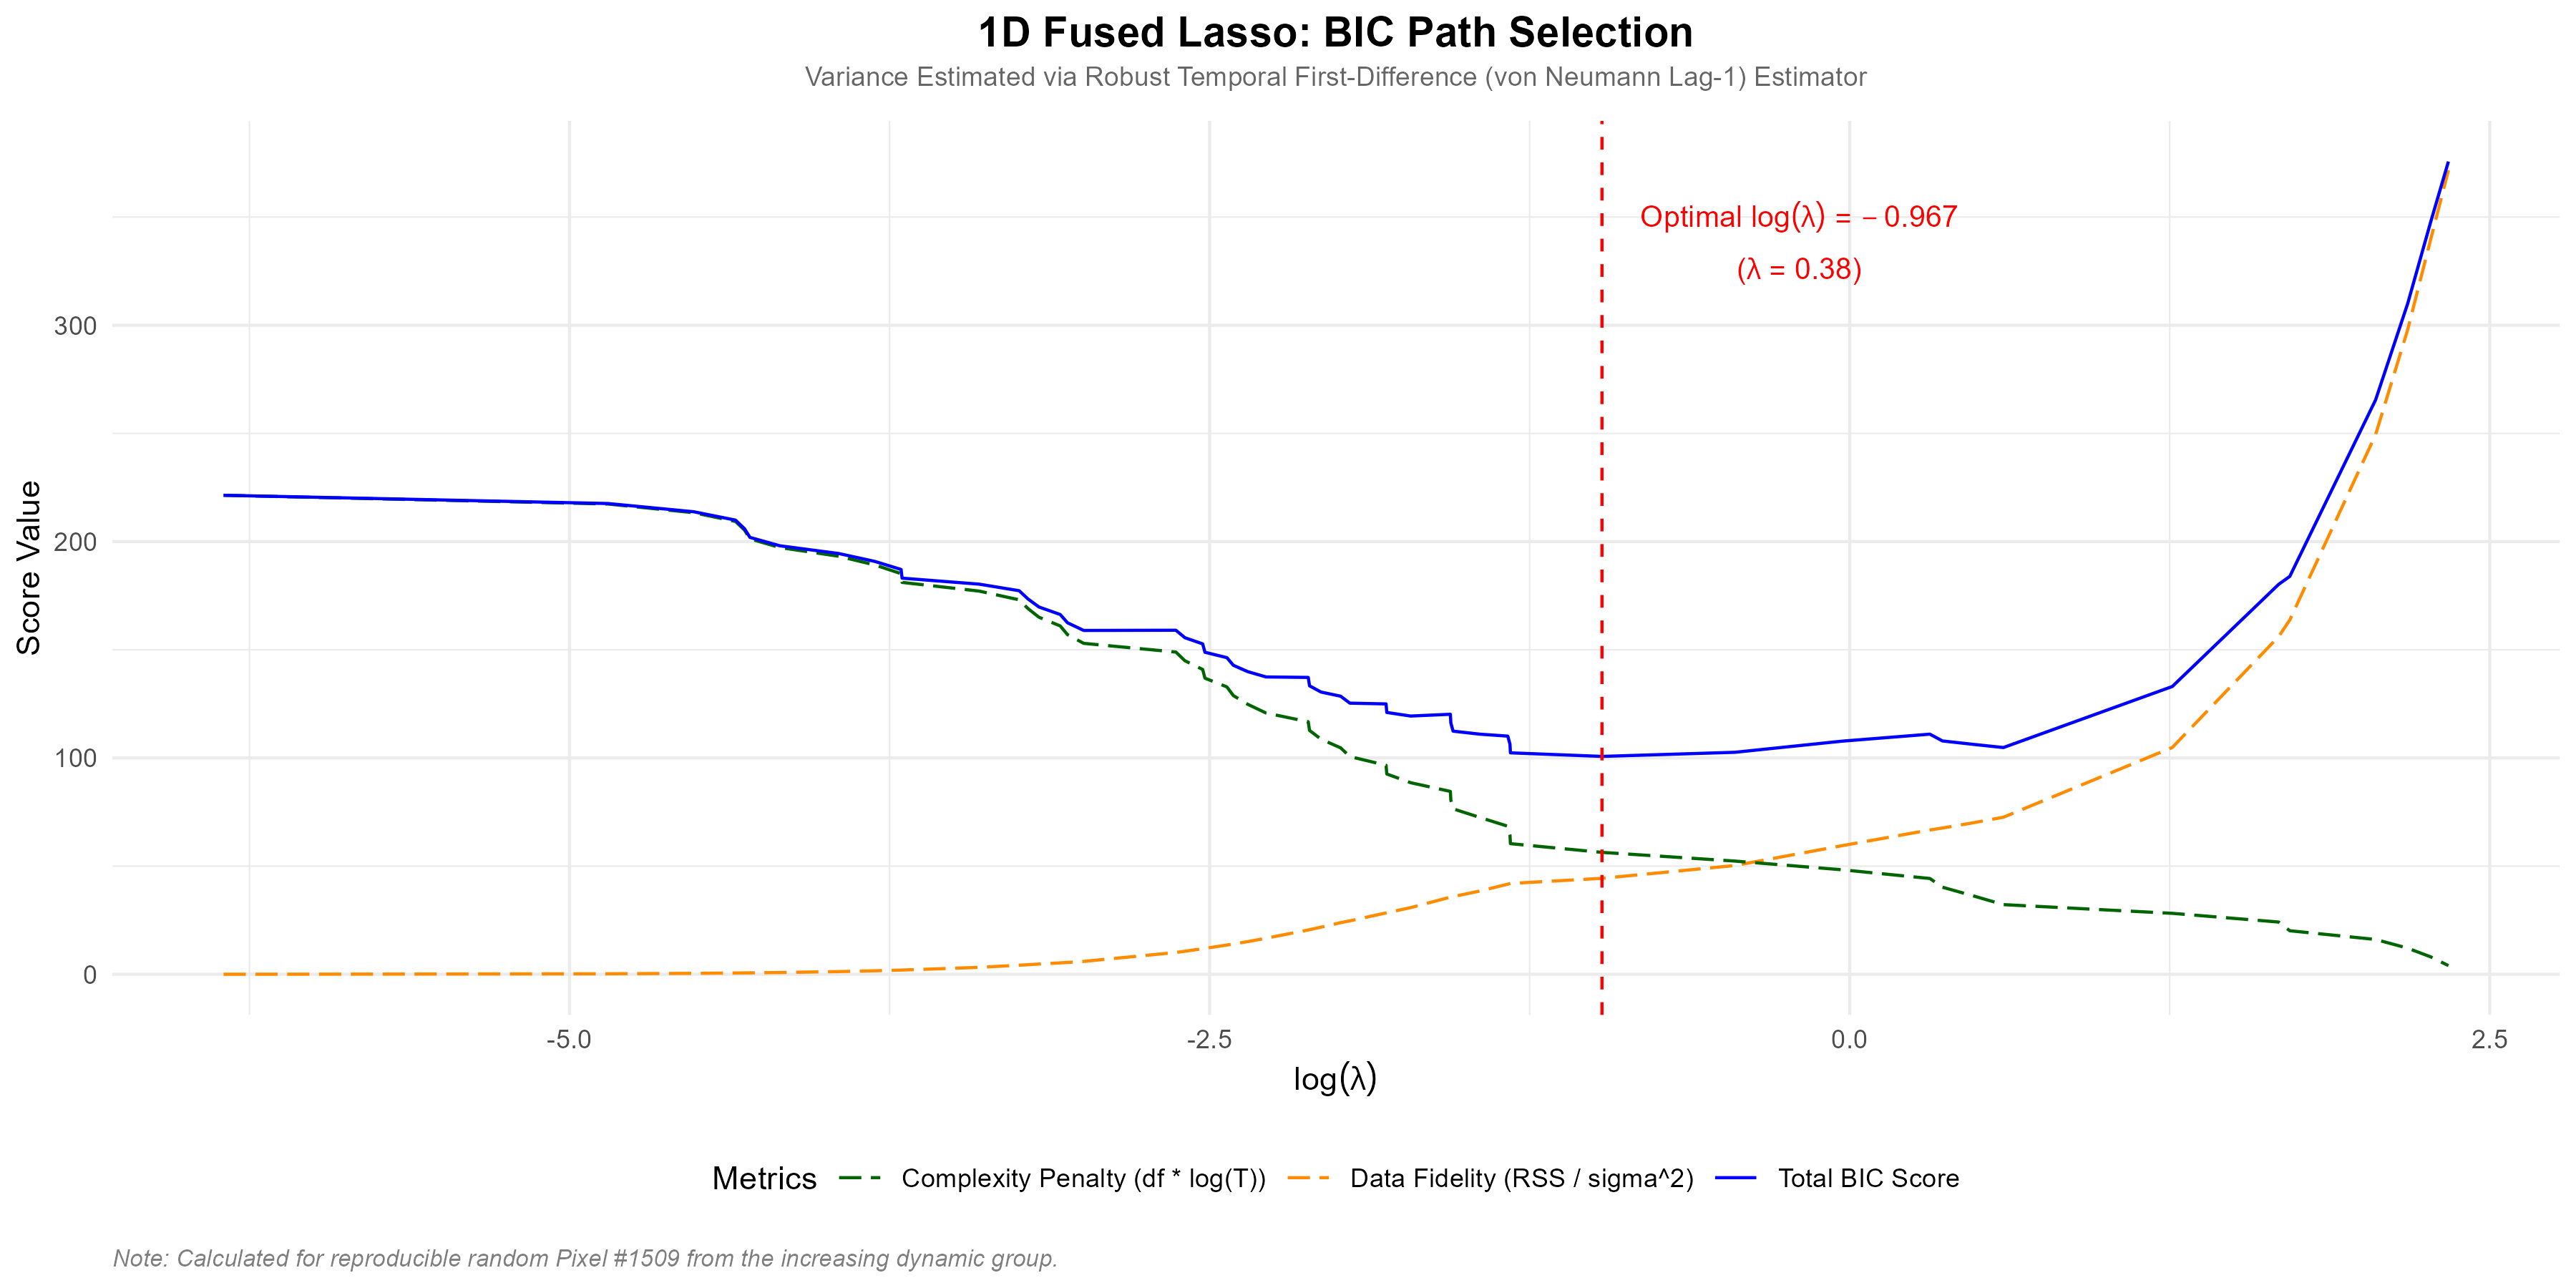 1D Fused Lasso: BIC Path Selection
Variance Estimated via Robust Temporal First-Difference (von Neumann Lag-1) Estimator
Optimal log(λ) = − 0.967
(λ = 0.38)
Score Value
300
200
100
0
-5.0
-2.5
0.0
2.5
log(λ)
Metrics
Complexity Penalty (df * log(T))
Data Fidelity (RSS / sigma^2)
Total BIC Score
Note: Calculated for reproducible random Pixel #1509 from the increasing dynamic group.